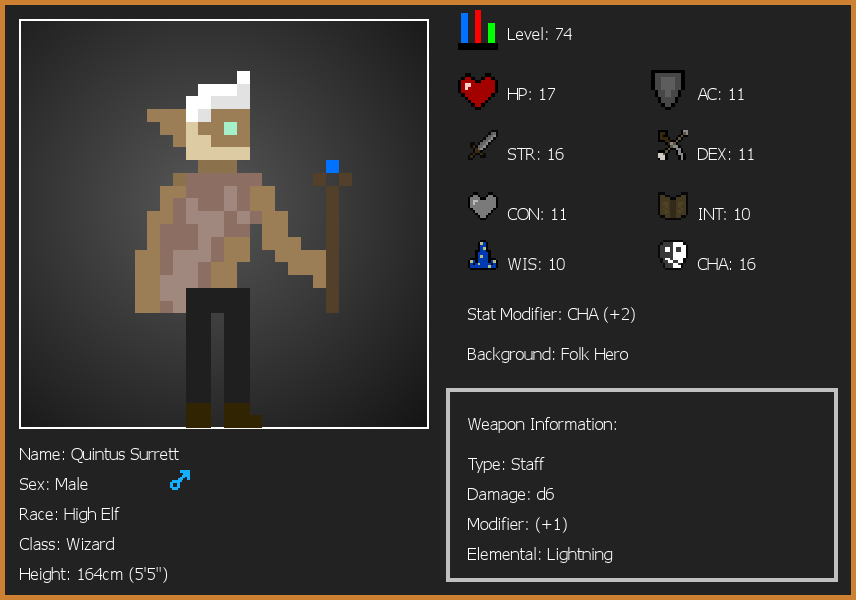 Level: 74
HP: 17
AC: 11
STR: 16
DEX: 11
CON: 11
INT: 10
WIS: 10
CHA: 16
Stat Modifier: CHA (+2)
Background: Folk Hero
Weapon Information:
Type: Staff
Damage: d6
Modifier: (+1)
Elemental: Lightning
Name: Quintus Surrett
Sex: Male
Race: High Elf
Class: Wizard
Height: 164cm (5'5")